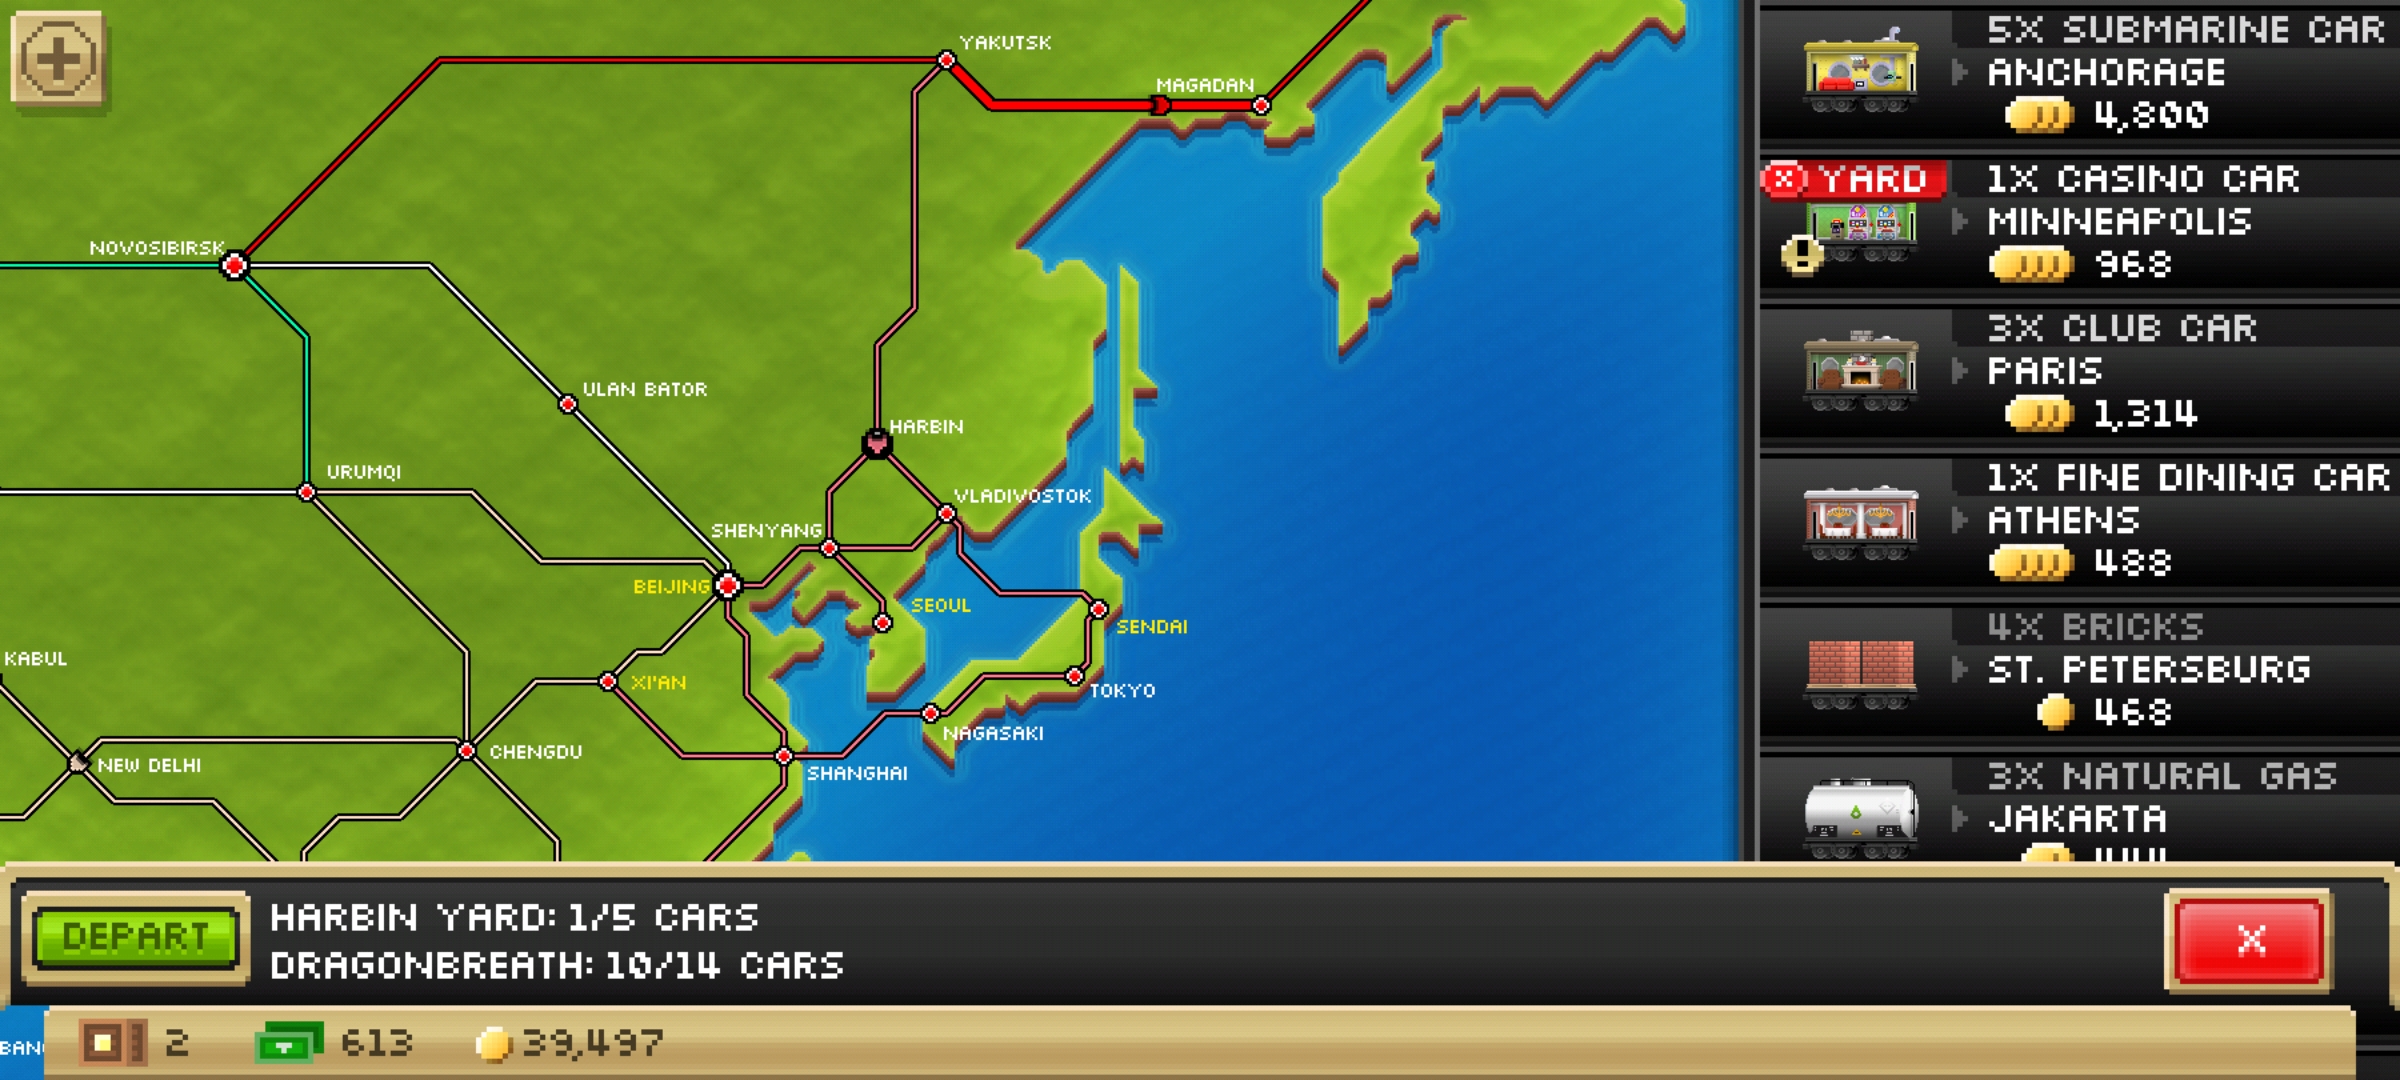 YAKUTSK
MAGADAN
NOVOSIBIRSK
ULAN BATOR
HARBIN
URUMQI
VLADIVOSTOK
SHENYANG
BEIJING
SEOUL
SENDAI
KABUL
XI'AN
TOKYO
NAGASAKI
CHENGDU
NEW DELHI
SHANGHAI
5X SUBMARINE CAR
ANCHORAGE
4,800
YARD
1X CASINO CAR
MINNEAPOLIS
968
3X CLUB CAR
PARIS
1,314
1X FINE DINING CAR
ATHENS
488
4X BRICKS
ST. PETERSBURG
468
3X NATURAL GAS
JAKARTA
DEPART
HARBIN YARD: 1/5 CARS
DRAGONBREATH: 10/14 CARS
X
2
613
39,497